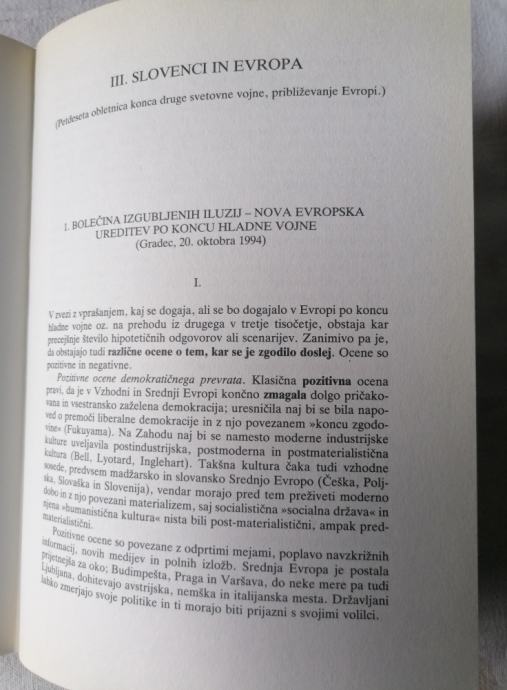 III. SLOVENCI IN EVROPA
(Petdeseta obletnica konca druge svetovne vojne, približevanje Evropi.)
1. BOLEČINA IZGUBLJENIH ILUZIJ – NOVA EVROPSKA
UREDITEV PO KONCU HLADNE VOJNE
(Gradec, 20. oktobra 1994)
I.
V zvezi z vprašanjem, kaj se dogaja, ali se bo dogajalo v Evropi po koncu
hladne vojne oz. na prehodu iz drugega v tretje tisočetje, obstaja kar
precejšnje število hipotetičnih odgovorov ali scenarijev. Zanimivo pa je,
da obstajajo tudi različne ocene o tem, kar se je zgodilo doslej. Ocene so
pozitivne in negativne.
Pozitivne ocene demokratičnega prevrata. Klasična pozitivna ocena
pravi, da je v Vzhodni in Srednji Evropi končno zmagala dolgo pričako-
vana in vsestransko zaželena demokracija; uresničila naj bi se bila napo-
ved o premoči liberalne demokracije in z njo povezanem »koncu zgodo-
vine« (Fukuyama). Na Zahodu naj bi se namesto moderne industrijske
kulture uveljavila postindustrijska, postmoderna in postmaterialistična
kultura (Bell, Lyotard, Inglehart). Takšna kultura čaka tudi vzhodne
sosede, predvsem madžarsko in slovansko Srednjo Evropo (Češka, Polj-
ska, Slovaška in Slovenija), vendar morajo pred tem preživeti moderno
dobo in z njo povezani materializem, saj socialistična »socialna država« in
njena »humanistična kultura« nista bili post-materialistični, ampak pred-
materialistični.
Pozitivne ocene so povezane z odprtimi mejami, poplavo navzkrižnih
informacij, novih medijev in polnih izložb. Srednja Evropa je postala
prijetnejša za oko; Budimpešta, Praga in Varšava, do neke mere pa tudi
Ljubljana, dohitevajo avstrijska, nemška in italijanska mesta. Državljani
lahko zmerjajo svoje politike in ti morajo biti prijazni s svojimi volilci.